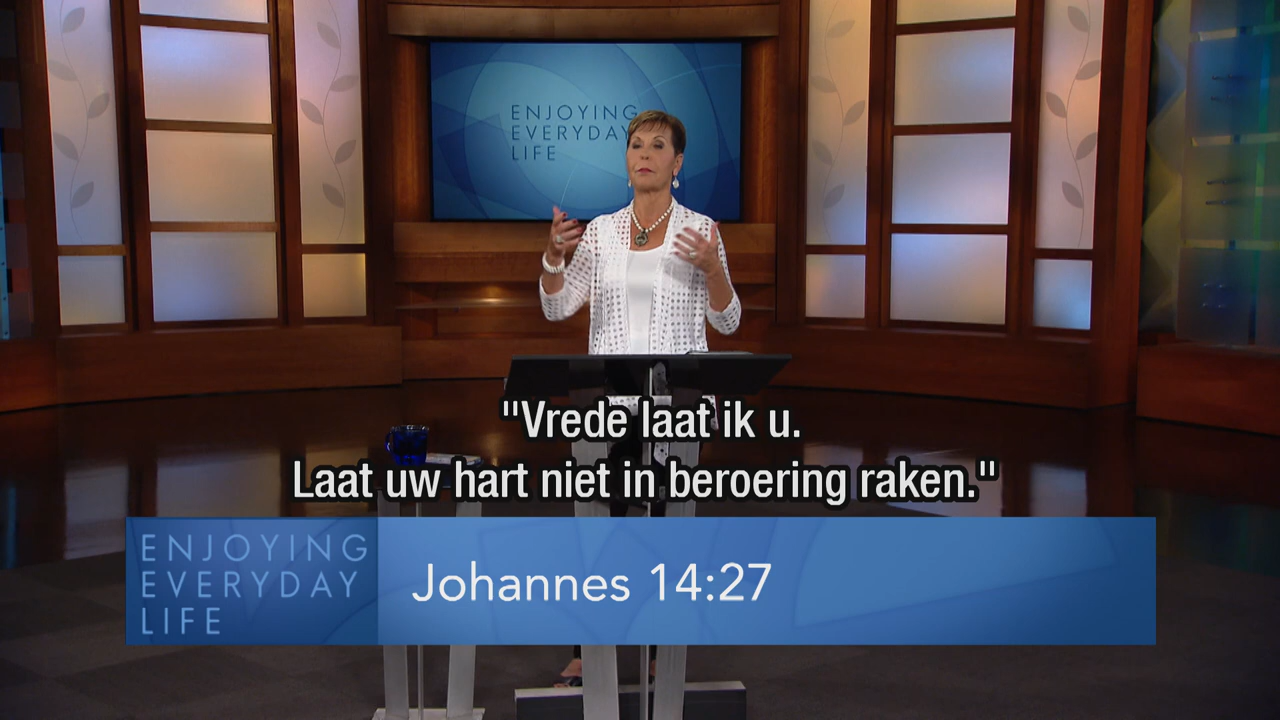 ENJOYING
EVERYDAY
LIFE
"Vrede laat ik u.
Laat uw hart niet in beroering raken."
ENJOYING
EVERYDAY
LIFE
Johannes 14:27